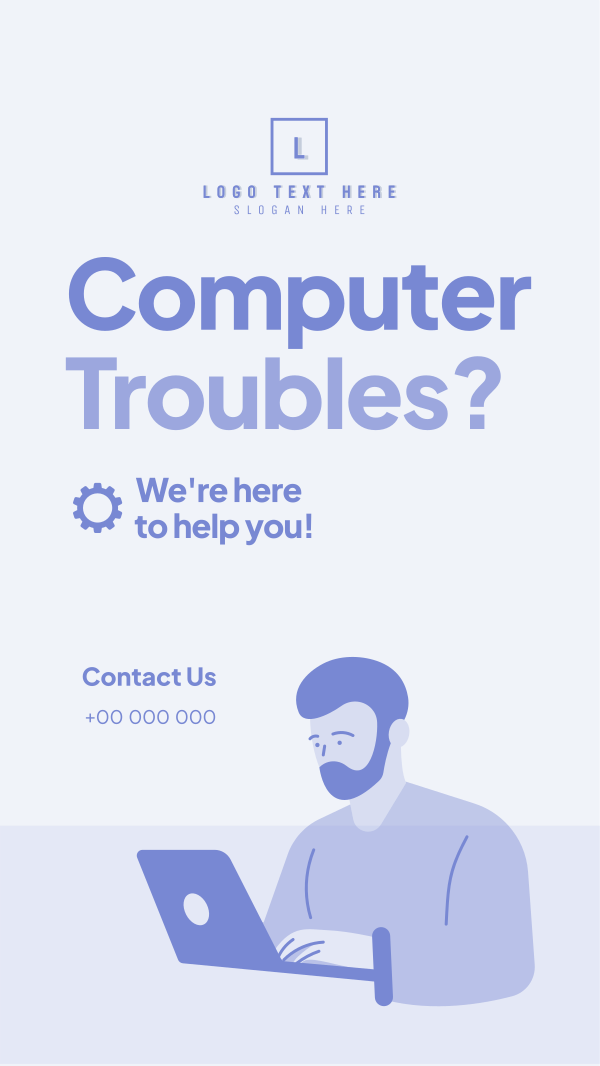 L
LOGO TEXT HERE
SLOGAN HERE
Computer
Troubles?
We're here
to help you!
Contact Us
+00 000 000